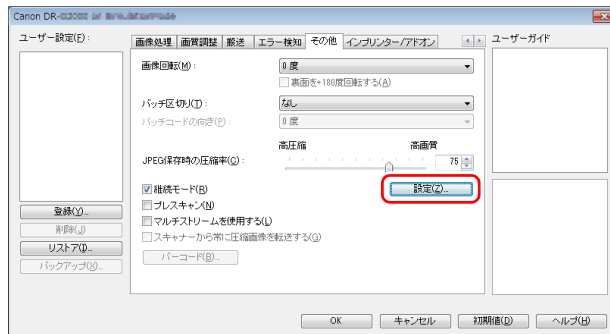 Canon DR-
ユーザー設定(F):
画像処理 画質調整 搬送 エラー検知 その他 インプリンター/アドオン
ユーザーガイド
画像回転(M): 0 度
裏面を+180度回転する(A)
バッチ区切り(T): なし
バッチコードの向き(P): 0 度
高圧縮 高画質
JPEG保存時の圧縮率(C): 75
継続モード(R) 設定(Z)...
プレスキャン(N)
マルチストリームを使用する(L)
スキャナーから常に圧縮画像を転送する(G)
バーコード(B)...
登録(Y)...
削除(J)
リストア(I)...
バックアップ(X)...
OK キャンセル 初期値(D) ヘルプ(H)